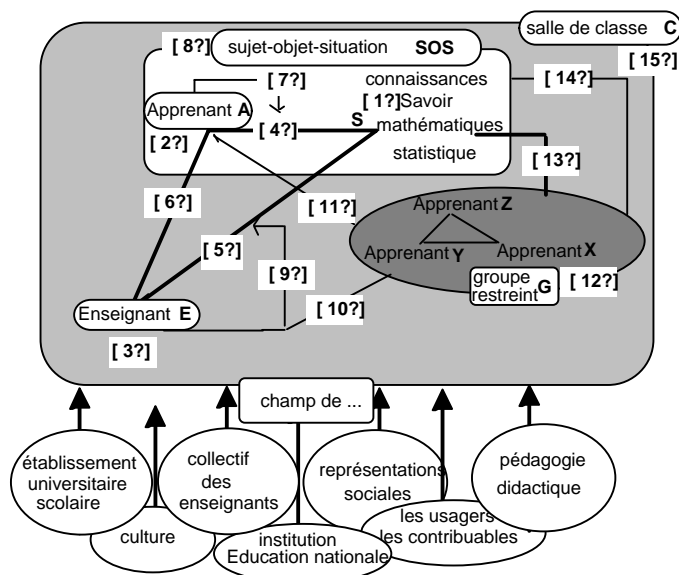 salle de classe C
[ 15?]
[ 8?]
sujet-objet-situation SOS
[ 7?]
connaissances
[ 14?]
Apprenant A
[ 1?] Savoir
S
[ 4?]
mathématiques
[ 2?]
statistique
[ 13?]
[ 6?]
[ 11?]
Apprenant Z
[ 5?]
Apprenant Y
Apprenant X
[ 9?]
groupe
restreint G
[ 12?]
Enseignant E
[ 10?]
[ 3?]
champ de ...
établissement
universitaire
scolaire
culture
collectif
des
enseignants
institution
Education nationale
représentations
sociales
les usagers
les contribuables
pédagogie
didactique